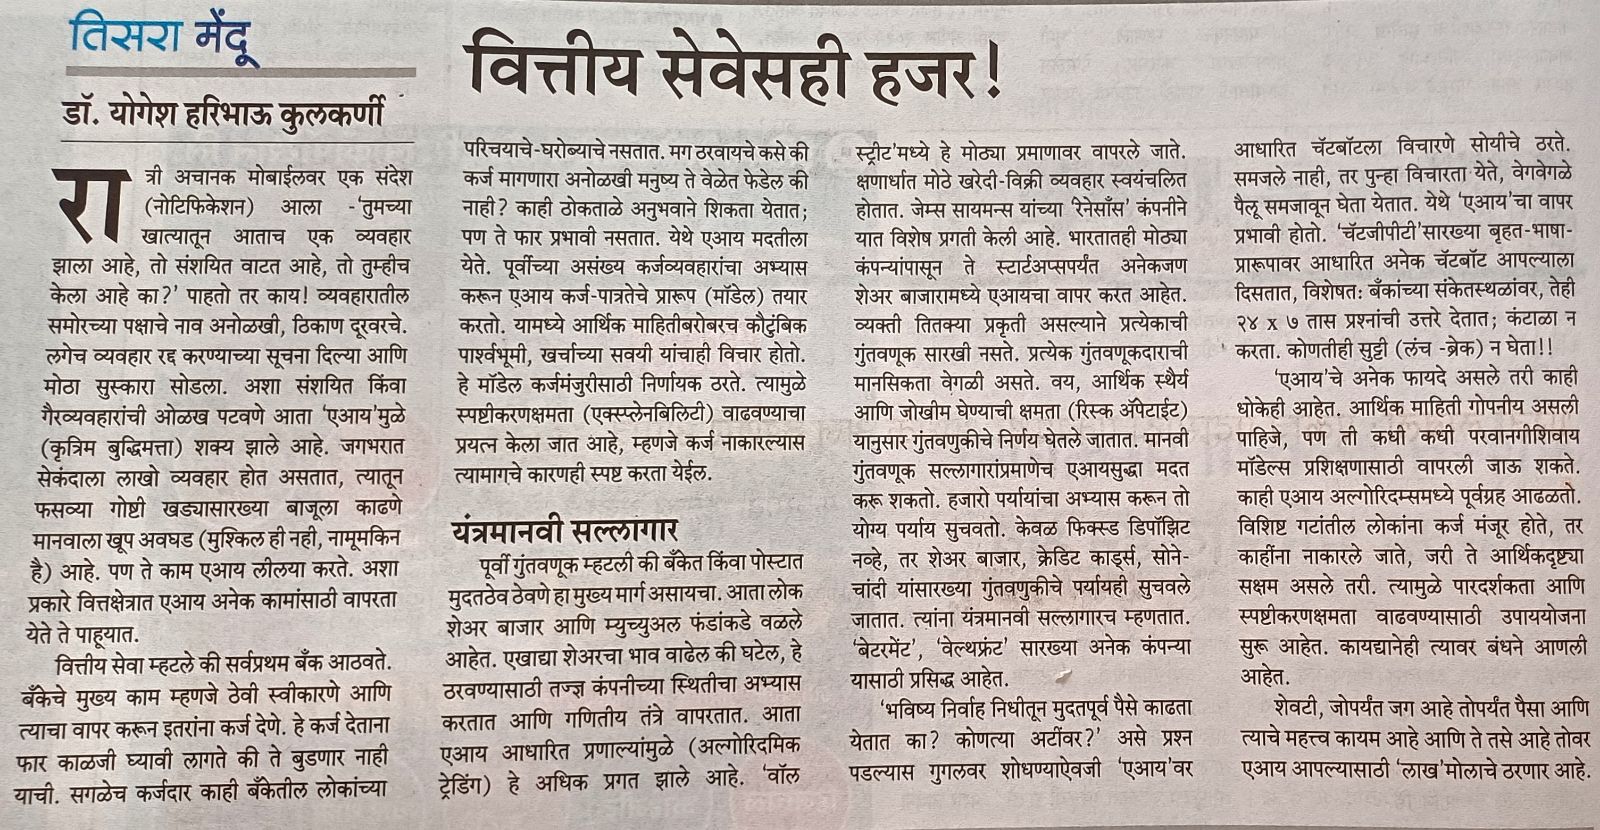 तिसरा मेंदू
डॉ. योगेश हरिभाऊ कुलकर्णी
वित्तीय सेवेसही हजर!
रात्री अचानक मोबाईलवर एक संदेश
(नोटिफिकेशन) आला -'तुमच्या
खात्यातून आताच एक व्यवहार
झाला आहे, तो संशयित वाटत आहे, तो तुम्हीच
केला आहे का?' पाहतो तर काय! व्यवहारातील
समोरच्या पक्षाचे नाव अनोळखी, ठिकाण दूरवरचे.
लगेच व्यवहार रद्द करण्याच्या सूचना दिल्या आणि
मोठा सुस्कारा सोडला. अशा संशयित किंवा
गैरव्यवहारांची ओळख पटवणे आता 'एआय'मुळे
(कृत्रिम बुद्धिमत्ता) शक्य झाले आहे. जगभरात
सेकंदाला लाखो व्यवहार होत असतात, त्यातून
फसव्या गोष्टी खड्यासारख्या बाजूला काढणे
मानवाला खूप अवघड (मुश्किल ही नही, नामूमकिन
है) आहे. पण ते काम एआय लीलया करते. अशा
प्रकारे वित्तक्षेत्रात एआय अनेक कामांसाठी वापरता
येते ते पाहूयात.
वित्तीय सेवा म्हटले की सर्वप्रथम बँक आठवते.
बँकेचे मुख्य काम म्हणजे ठेवी स्वीकारणे आणि
त्याचा वापर करून इतरांना कर्ज देणे. हे कर्ज देताना
फार काळजी घ्यावी लागते की ते बुडणार नाही
याची. सगळेच कर्जदार काही बँकेतील लोकांच्या
परिचयाचे-घरोब्याचे नसतात. मग ठरवायचे कसे की
कर्ज मागणारा अनोळखी मनुष्य ते वेळेत फेडेल की
नाही? काही ठोकताळे अनुभवाने शिकता येतात;
पण ते फार प्रभावी नसतात. येथे एआय मदतीला
येते. पूर्वीच्या असंख्य कर्जव्यवहारांचा अभ्यास
करून एआय कर्ज-पात्रतेचे प्रारूप (मॉडेल) तयार
करतो. यामध्ये आर्थिक माहितीबरोबरच कौटुंबिक
पार्श्वभूमी, खर्चाच्या सवयी यांचाही विचार होतो.
हे मॉडेल कर्जमंजुरीसाठी निर्णायक ठरते. त्यामुळे
स्पष्टीकरणक्षमता (एक्स्प्लेनबिलिटी) वाढवण्याचा
प्रयत्न केला जात आहे, म्हणजे कर्ज नाकारल्यास
त्यामागचे कारणही स्पष्ट करता येईल.
यंत्रमानवी सल्लागार
पूर्वी गुंतवणूक म्हटली की बँकेत किंवा पोस्टात
मुदतठेव ठेवणे हा मुख्य मार्ग असायचा. आता लोक
शेअर बाजार आणि म्युच्युअल फंडांकडे वळले
आहेत. एखाद्या शेअरचा भाव वाढेल की घटेल, हे
ठरवण्यासाठी तज्ज्ञ कंपनीच्या स्थितीचा अभ्यास
करतात आणि गणितीय तंत्रे वापरतात. आता
एआय आधारित प्रणाल्यांमुळे (अल्गोरिदमिक
ट्रेडिंग) हे अधिक प्रगत झाले आहे. 'वॉल
स्ट्रीट'मध्ये हे मोठ्या प्रमाणावर वापरले जाते.
क्षणार्धात मोठे खरेदी-विक्री व्यवहार स्वयंचलित
होतात. जेम्स सायमन्स यांच्या 'रेनेसाँस' कंपनीने
यात विशेष प्रगती केली आहे. भारतातही मोठ्या
कंपन्यांपासून ते स्टार्टअप्सपर्यंत अनेकजण
शेअर बाजारामध्ये एआयचा वापर करत आहेत.
व्यक्ती तितक्या प्रकृती असल्याने प्रत्येकाची
गुंतवणूक सारखी नसते. प्रत्येक गुंतवणूकदाराची
मानसिकता वेगळी असते. वय, आर्थिक स्थैर्य
आणि जोखीम घेण्याची क्षमता (रिस्क ॲपेटाईट)
यानुसार गुंतवणुकीचे निर्णय घेतले जातात. मानवी
गुंतवणूक सल्लागारांप्रमाणेच एआयसुद्धा मदत
करू शकतो. हजारो पर्यायांचा अभ्यास करून तो
योग्य पर्याय सुचवतो. केवळ फिक्स्ड डिपॉझिट
नव्हे, तर शेअर बाजार, क्रेडिट कार्ड्स, सोने-
चांदी यांसारख्या गुंतवणुकीचे पर्यायही सुचवले
जातात. त्यांना यंत्रमानवी सल्लागारच म्हणतात.
'बेटरमेंट', 'वेल्थफ्रंट' सारख्या अनेक कंपन्या
यासाठी प्रसिद्ध आहेत.
'भविष्य निर्वाह निधीतून मुदतपूर्व पैसे काढता
येतात का? कोणत्या अटींवर?' असे प्रश्न
पडल्यास गुगलवर शोधण्याऐवजी 'एआय'वर
आधारित चॅटबॉटला विचारणे सोयीचे ठरते.
समजले नाही, तर पुन्हा विचारता येते, वेगवेगळे
पैलू समजावून घेता येतात. येथे 'एआय'चा वापर
प्रभावी होतो. 'चॅटजीपीटी'सारख्या बृहत-भाषा-
प्रारूपावर आधारित अनेक चॅटबॉट आपल्याला
दिसतात, विशेषतः बँकांच्या संकेतस्थळांवर, तेही
२४ x ७ तास प्रश्नांची उत्तरे देतात; कंटाळा न
करता. कोणतीही सुट्टी (लंच -ब्रेक) न घेता!!
'एआय'चे अनेक फायदे असले तरी काही
धोकेही आहेत. आर्थिक माहिती गोपनीय असली
पाहिजे, पण ती कधी कधी परवानगीशिवाय
मॉडेल्स प्रशिक्षणासाठी वापरली जाऊ शकते.
काही एआय अल्गोरिदम्समध्ये पूर्वग्रह आढळतो.
विशिष्ट गटांतील लोकांना कर्ज मंजूर होते, तर
काहींना नाकारले जाते, जरी ते आर्थिकदृष्ट्या
सक्षम असले तरी. त्यामुळे पारदर्शकता आणि
स्पष्टीकरणक्षमता वाढवण्यासाठी उपाययोजना
सुरू आहेत. कायद्यानेही त्यावर बंधने आणली
आहेत.
शेवटी, जोपर्यंत जग आहे तोपर्यंत पैसा आणि
त्याचे महत्त्व कायम आहे आणि ते तसे आहे तोवर
एआय आपल्यासाठी 'लाख'मोलाचे ठरणार आहे.